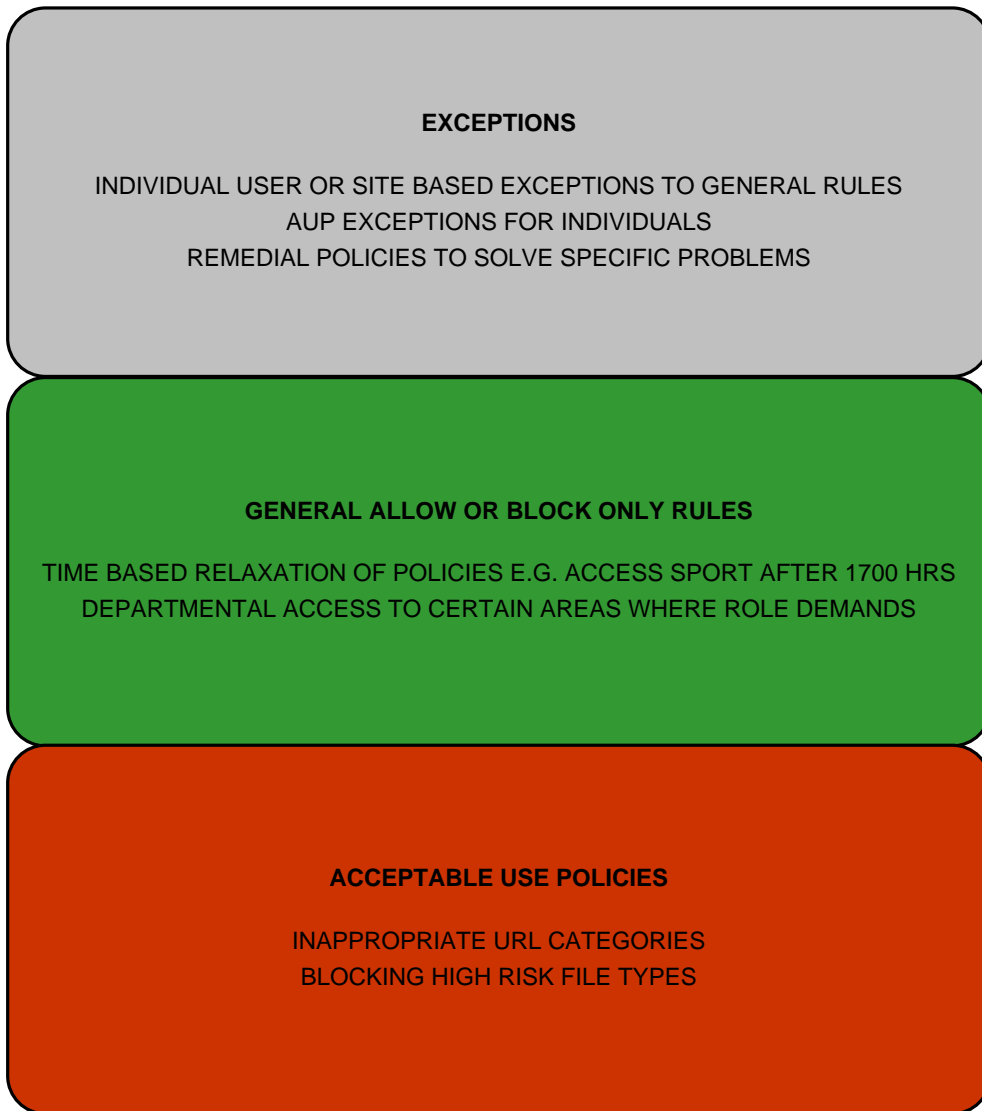 EXCEPTIONS
INDIVIDUAL USER OR SITE BASED EXCEPTIONS TO GENERAL RULES
AUP EXCEPTIONS FOR INDIVIDUALS
REMEDIAL POLICIES TO SOLVE SPECIFIC PROBLEMS
GENERAL ALLOW OR BLOCK ONLY RULES
TIME BASED RELAXATION OF POLICIES E.G. ACCESS SPORT AFTER 1700 HRS
DEPARTMENTAL ACCESS TO CERTAIN AREAS WHERE ROLE DEMANDS
ACCEPTABLE USE POLICIES
INAPPROPRIATE URL CATEGORIES
BLOCKING HIGH RISK FILE TYPES